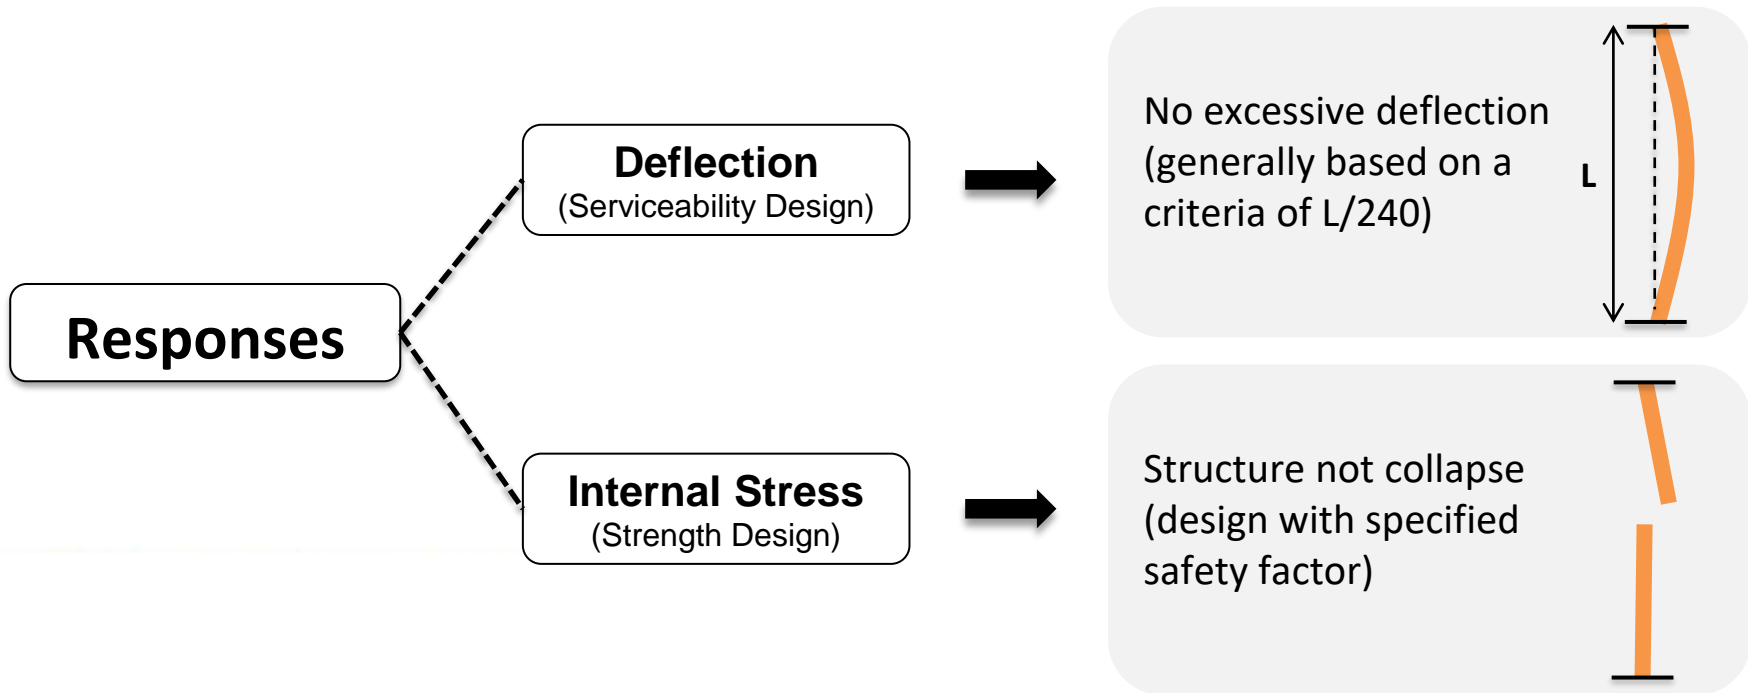 Responses
Deflection
(Serviceability Design)
No excessive deflection
(generally based on a
criteria of L/240)
L
Internal Stress
(Strength Design)
Structure not collapse
(design with specified
safety factor)